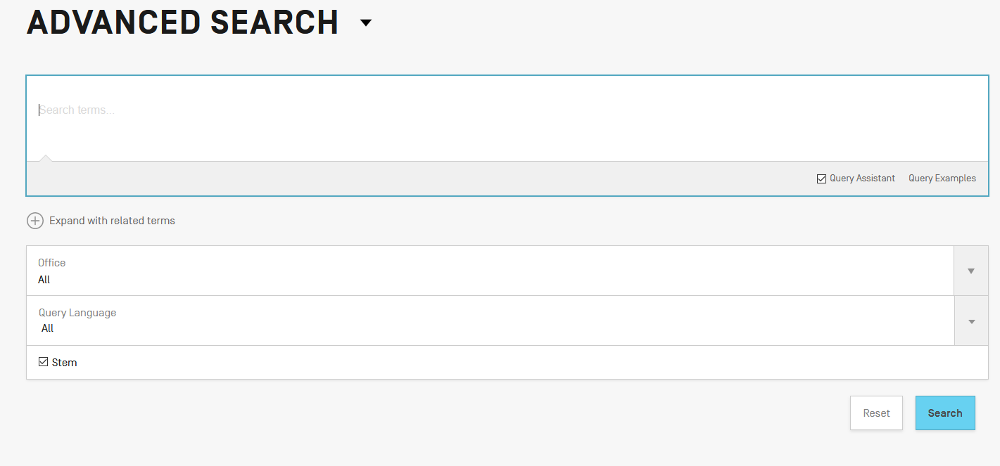 ADVANCED SEARCH
Search terms...
Query Assistant Query Examples
Expand with related terms
Office
All
Query Language
All
Stem
Reset Search